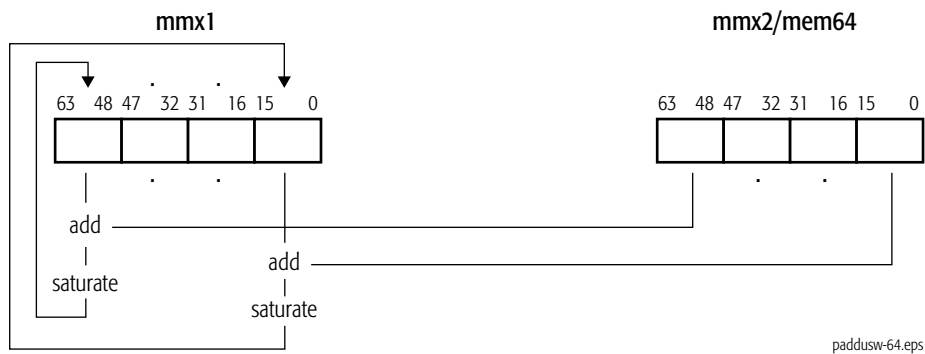 mmx1 mmx2/mem64
63 48 47 32 31 16 15 0 63 48 47 32 31 16 15 0
add
add
saturate
saturate
paddusw-64.eps